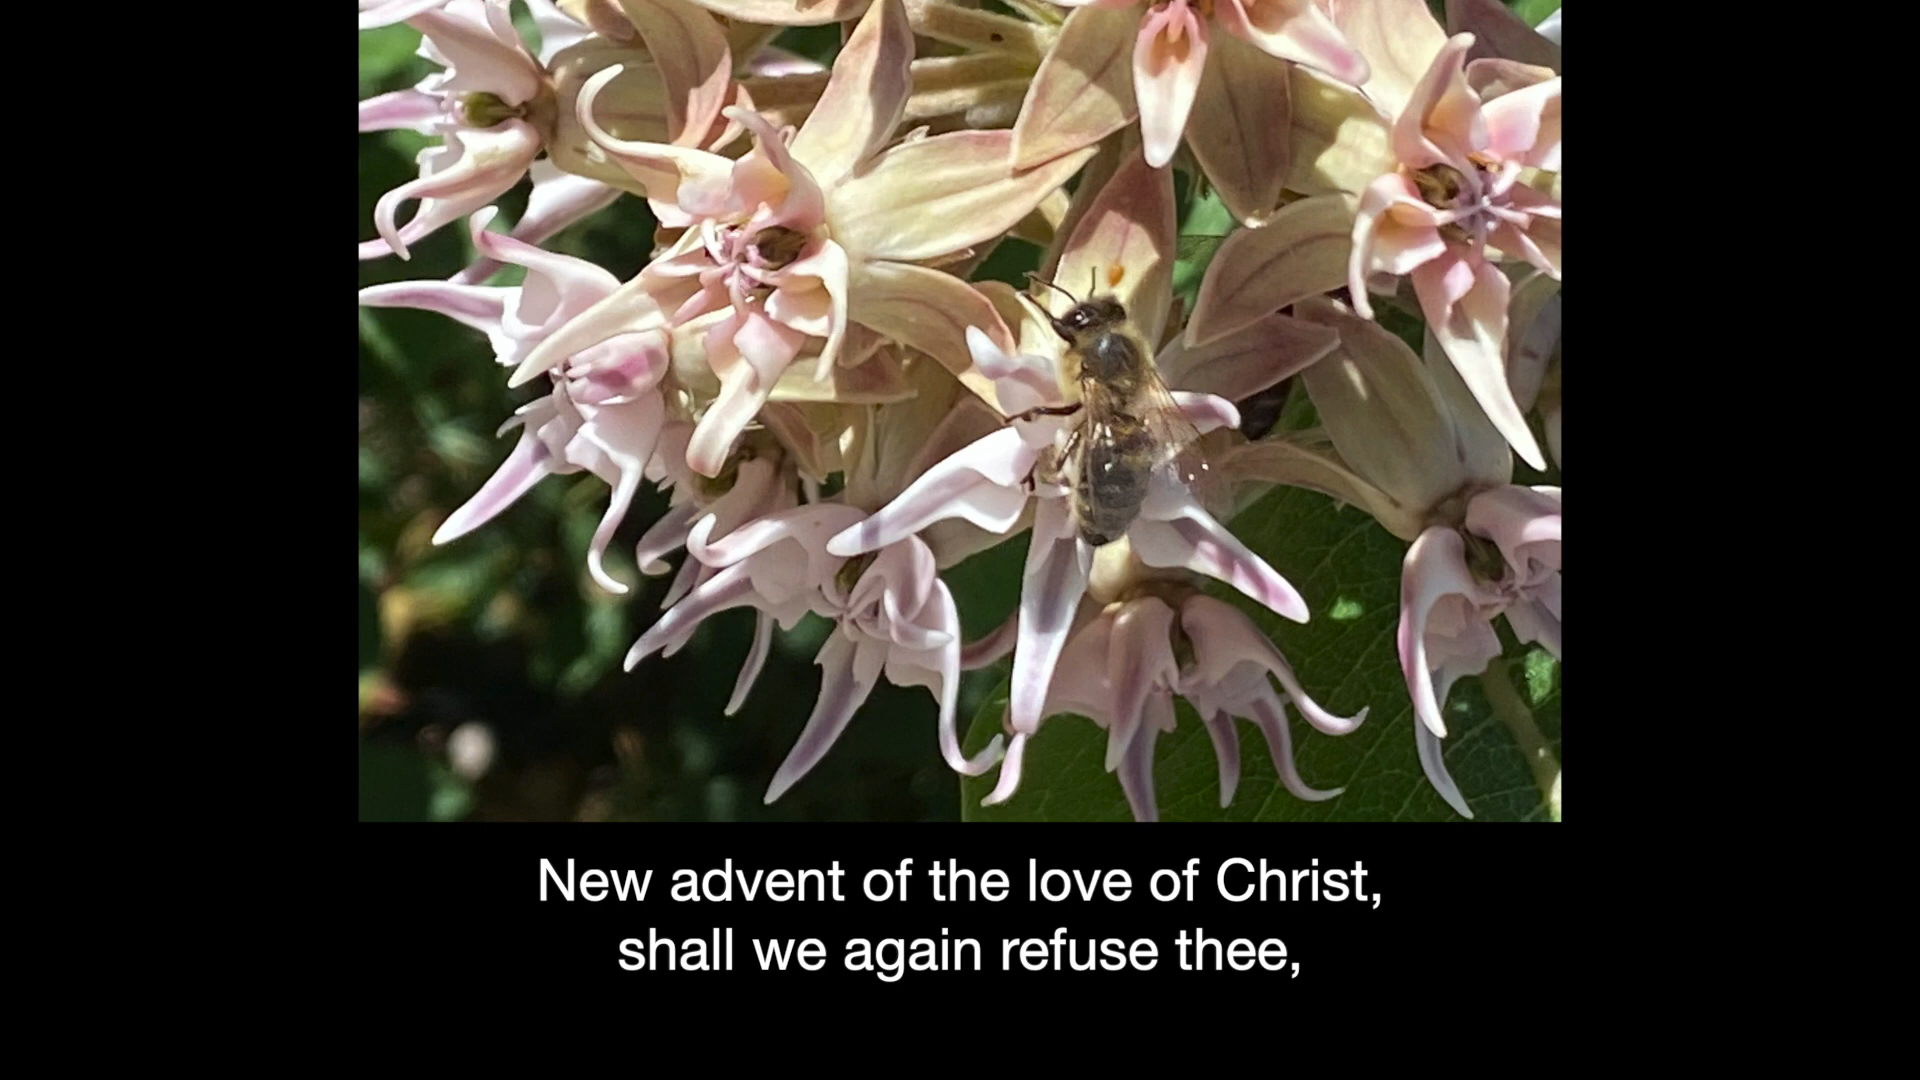 New advent of the love of Christ,
shall we again refuse thee,